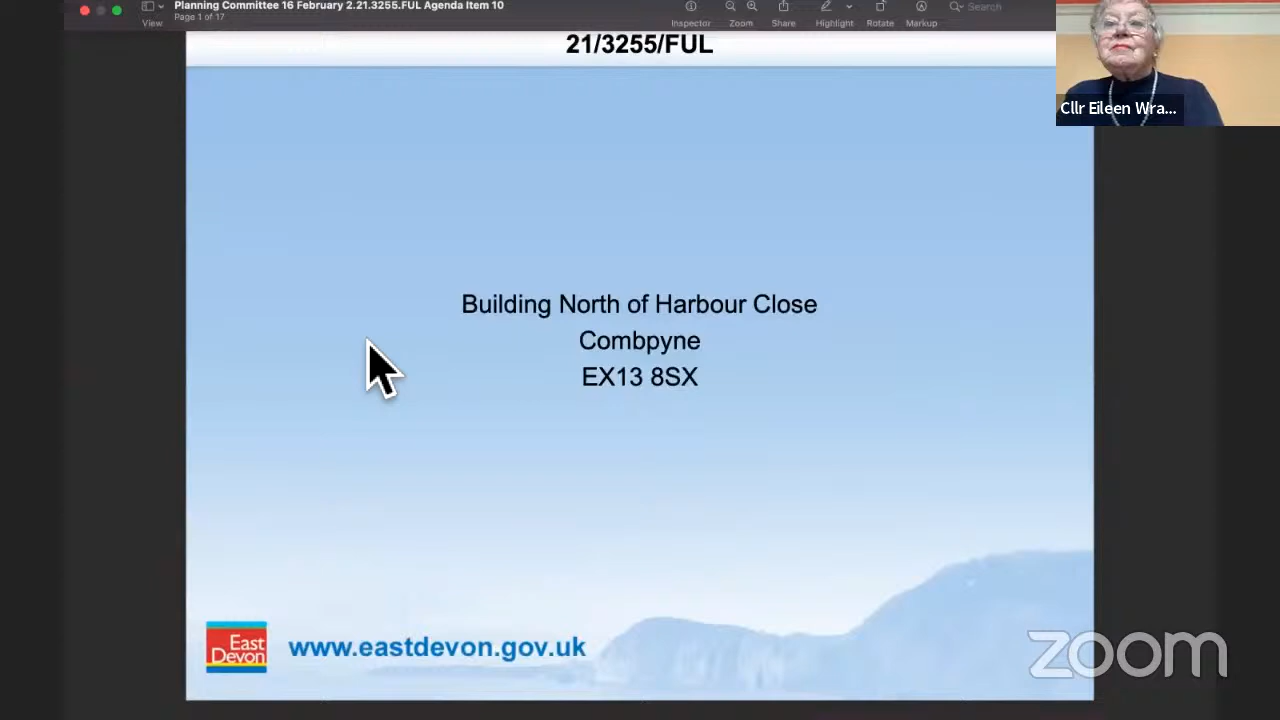 Planning Committee 16 February 2.21.3255.FUL Agenda Item 10
Page 1 of 17
View
Inspector
Zoom
Share
Highlight
Rotate
Markup
Search
21/3255/FUL
Cllr Eileen Wra...
Building North of Harbour Close
Combpyne
EX13 8SX
East
Devon
www.eastdevon.gov.uk
zoom